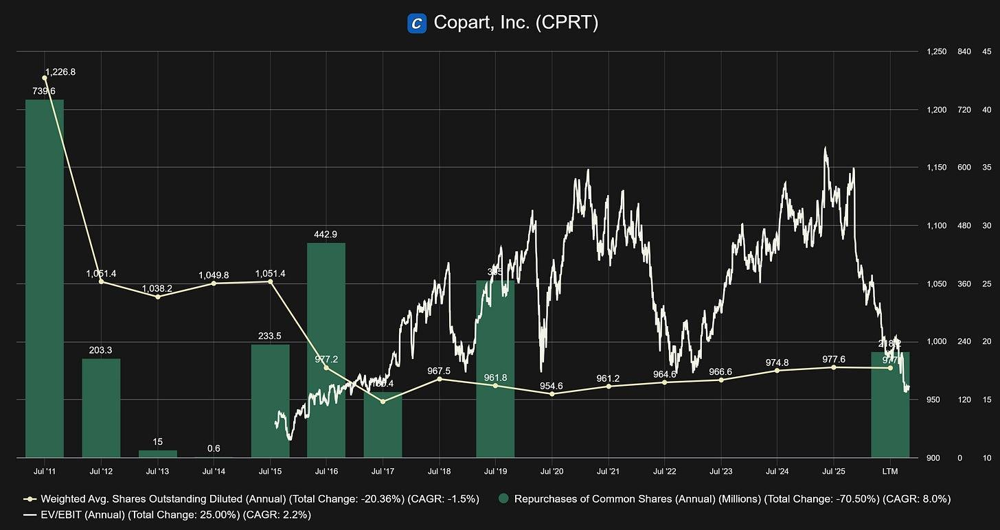 C Copart, Inc. (CPRT)
1,250 840 45
1,226.8
739.6
1,200 720 40
1,150 600 35
1,100 480 30
442.9
1,051.4 1,038.2 1,049.8 1,051.4
1,050 360 25
233.5
203.3
1,000 240 20
977.2
967.5 961.8 954.6 961.2 964.6 966.6 974.8 977.6
950 120 15
15
0.6
900 0 10
Jul '11 Jul '12 Jul '13 Jul '14 Jul '15 Jul '16 Jul '17 Jul '18 Jul '19 Jul '20 Jul '21 Jul '22 Jul '23 Jul '24 Jul '25 LTM
Weighted Avg. Shares Outstanding Diluted (Annual) (Total Change: -20.36%) (CAGR: -1.5%) Repurchases of Common Shares (Annual) (Millions) (Total Change: -70.50%) (CAGR: 8.0%)
EV/EBIT (Annual) (Total Change: 25.00%) (CAGR: 2.2%)